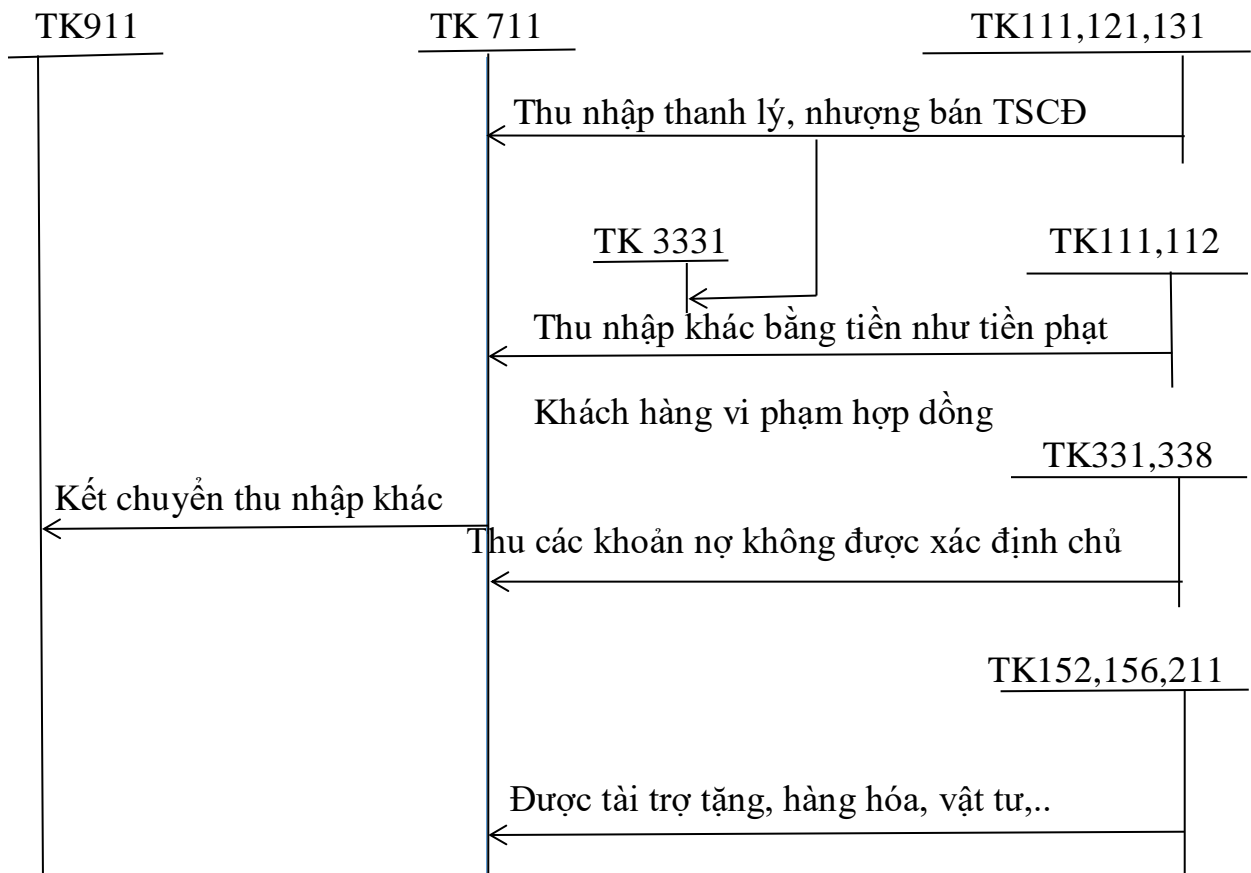 TK911
TK 711
TK111,121,131
Thu nhập thanh lý, nhượng bán TSCĐ
TK 3331
TK111,112
Thu nhập khác bằng tiền như tiền phạt
Khách hàng vi phạm hợp dồng
TK331,338
Kết chuyển thu nhập khác
Thu các khoản nợ không được xác định chủ
TK152,156,211
Được tài trợ tặng, hàng hóa, vật tư,..